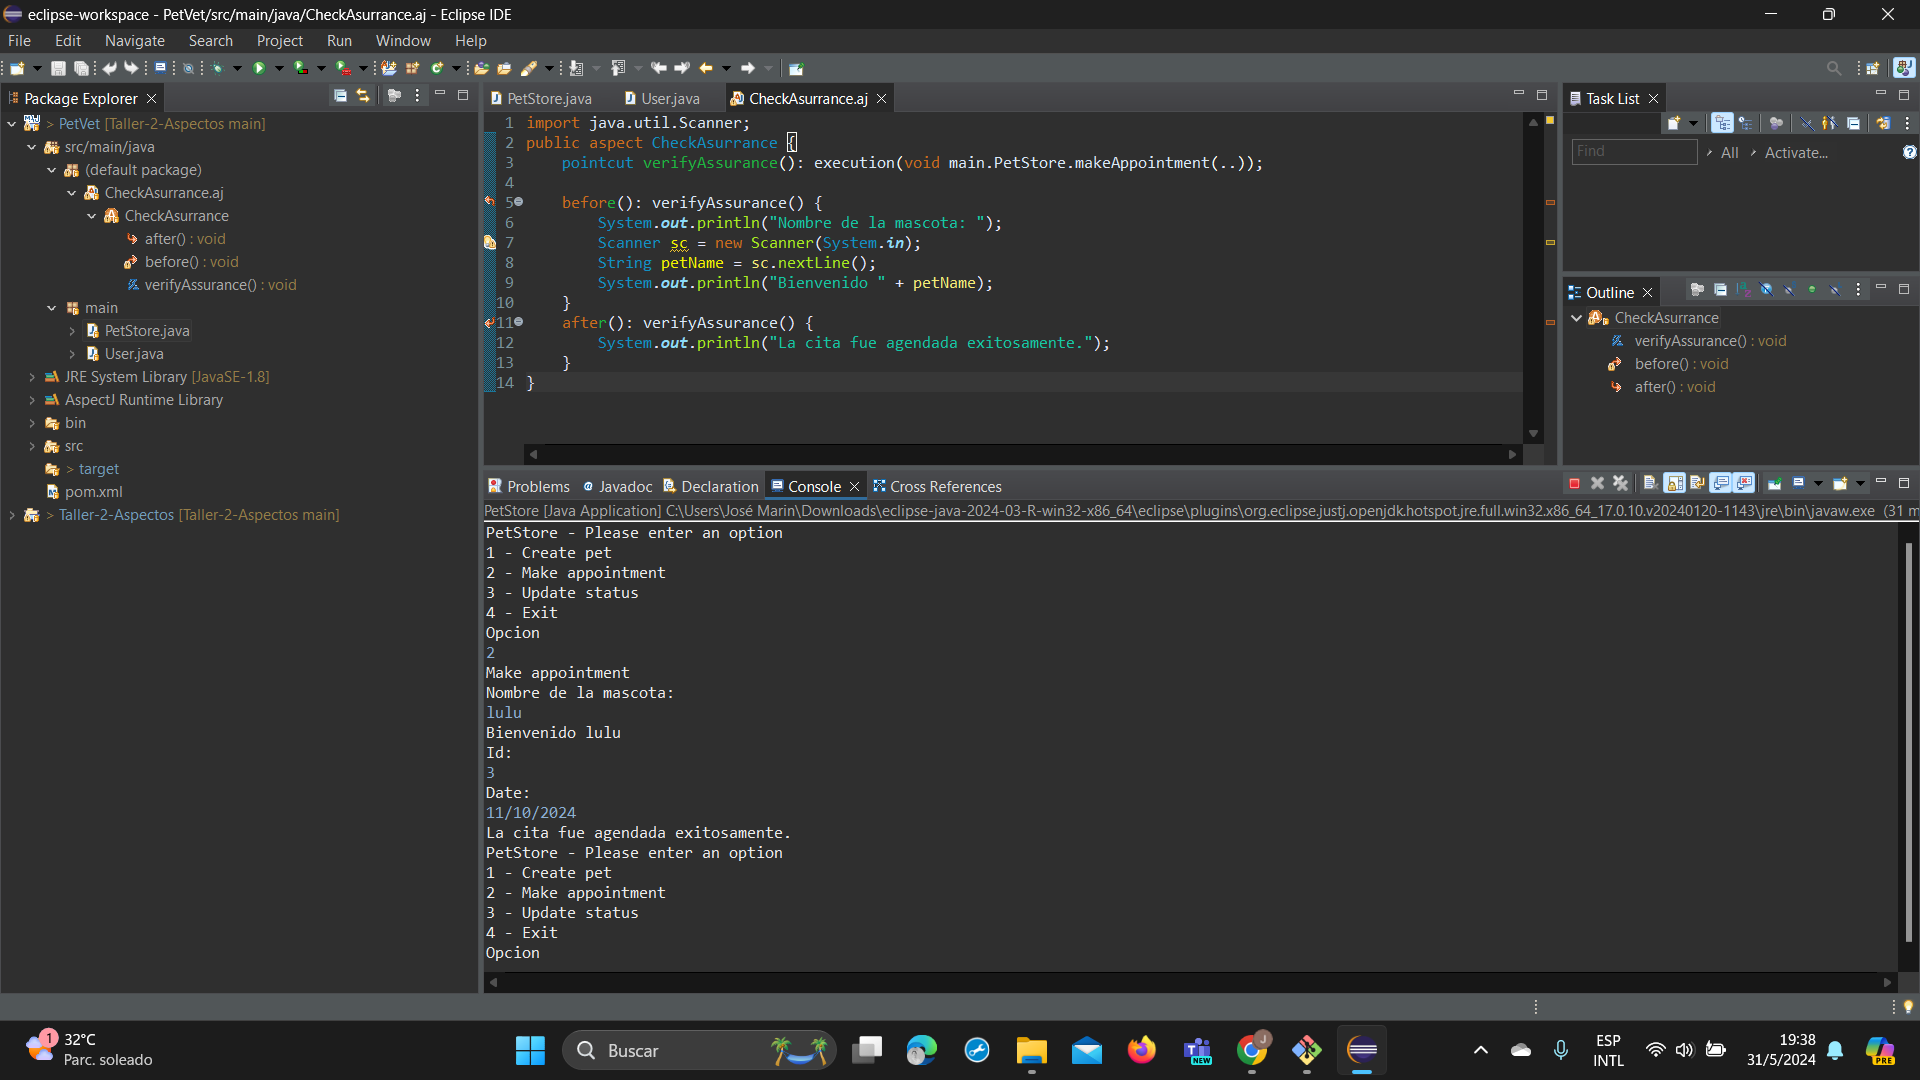 eclipse-workspace - PetVet/src/main/java/CheckAsurrance.aj - Eclipse IDE
File Edit Navigate Search Project Run Window Help
Package Explorer
> PetVet [Taller-2-Aspectos main]
src/main/java
(default package)
CheckAsurrance.aj
CheckAsurrance
after() : void
before() : void
verifyAssurance() : void
main
PetStore.java
User.java
JRE System Library [JavaSE-1.8]
AspectJ Runtime Library
bin
src
> target
pom.xml
> Taller-2-Aspectos [Taller-2-Aspectos main]
PetStore.java User.java CheckAsurrance.aj
1 import java.util.Scanner;
2 public aspect CheckAsurrance {
3 pointcut verifyAssurance(): execution(void main.PetStore.makeAppointment(..));
4
5 before(): verifyAssurance() {
6 System.out.println("Nombre de la mascota: ");
7 Scanner sc = new Scanner(System.in);
8 String petName = sc.nextLine();
9 System.out.println("Bienvenido " + petName);
10 }
11 after(): verifyAssurance() {
12 System.out.println("La cita fue agendada exitosamente.");
13 }
14 }
Task List
Find All Activate...
Outline
CheckAsurrance
verifyAssurance() : void
before() : void
after() : void
Problems Javadoc Declaration Console Cross References
PetStore [Java Application] C:\Users\José Marin\Downloads\eclipse-java-2024-03-R-win32-x86_64\eclipse\plugins\org.eclipse.justj.openjdk.hotspot.jre.full.win32.x86_64_17.0.10.v20240120-1143\jre\bin\javaw.exe (31 m
PetStore - Please enter an option
1 - Create pet
2 - Make appointment
3 - Update status
4 - Exit
Opcion
2
Make appointment
Nombre de la mascota:
lulu
Bienvenido lulu
Id:
3
Date:
11/10/2024
La cita fue agendada exitosamente.
PetStore - Please enter an option
1 - Create pet
2 - Make appointment
3 - Update status
4 - Exit
Opcion
1
32°C
Parc. soleado
Buscar
NEW
J
ESP
INTL
19:38
31/5/2024
PRE